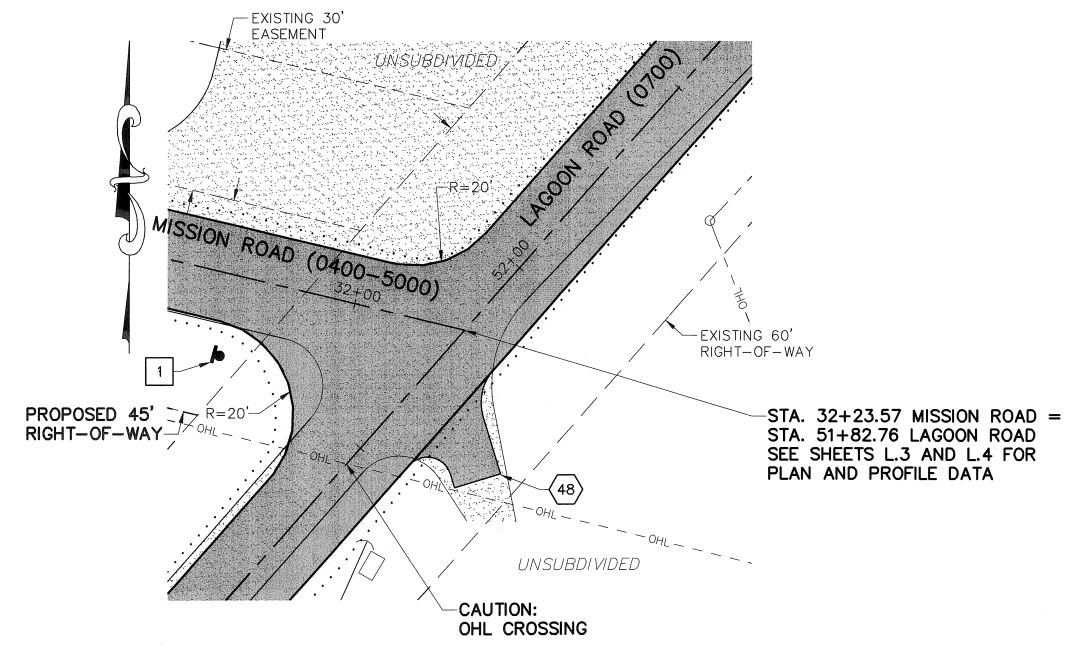 EXISTING 30'
EASEMENT
UNSUBDIVIDED
LAGOON ROAD (0700)
R=20'
MISSION ROAD (0400-5000)
52+00
32+00
OHL
EXISTING 60'
RIGHT-OF-WAY
1
PROPOSED 45'
RIGHT-OF-WAY
R=20'
OHL
STA. 32+23.57 MISSION ROAD =
STA. 51+82.76 LAGOON ROAD
SEE SHEETS L.3 AND L.4 FOR
PLAN AND PROFILE DATA
OHL
OHL
48
OHL
OHL
UNSUBDIVIDED
CAUTION:
OHL CROSSING